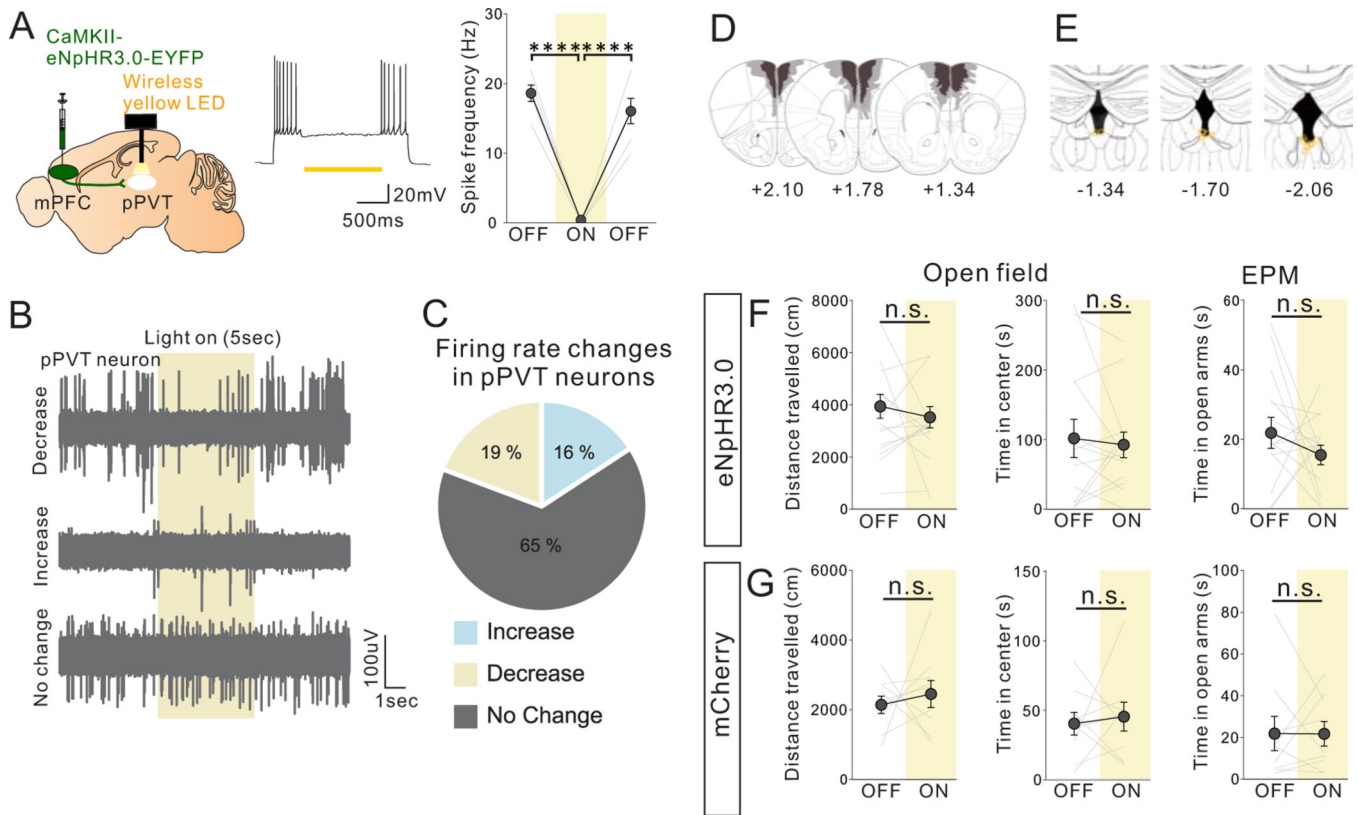 A
CaMKII-
eNpHR3.0-EYFP
Wireless
yellow LED
mPFC
pPVT
20mV
500ms
Spike frequency (Hz)
30
20
10
0
********
OFF
ON
OFF
B
Light on (5sec)
pPVT neuron
Decrease
Increase
No change
100uV
1sec
C
Firing rate changes
in pPVT neurons
19 %
16 %
65 %
Increase
Decrease
No Change
D
+2.10
+1.78
+1.34
E
-1.34
-1.70
-2.06
Open field
EPM
eNpHR3.0
F
Distance travelled (cm)
8000
6000
4000
2000
0
n.s.
OFF
ON
Time in center (s)
300
200
100
0
n.s.
OFF
ON
Time in open arms (s)
60
40
20
0
n.s.
OFF
ON
mCherry
G
Distance travelled (cm)
6000
4000
2000
0
n.s.
OFF
ON
Time in center (s)
150
100
50
0
n.s.
OFF
ON
Time in open arms (s)
100
80
60
40
20
0
n.s.
OFF
ON